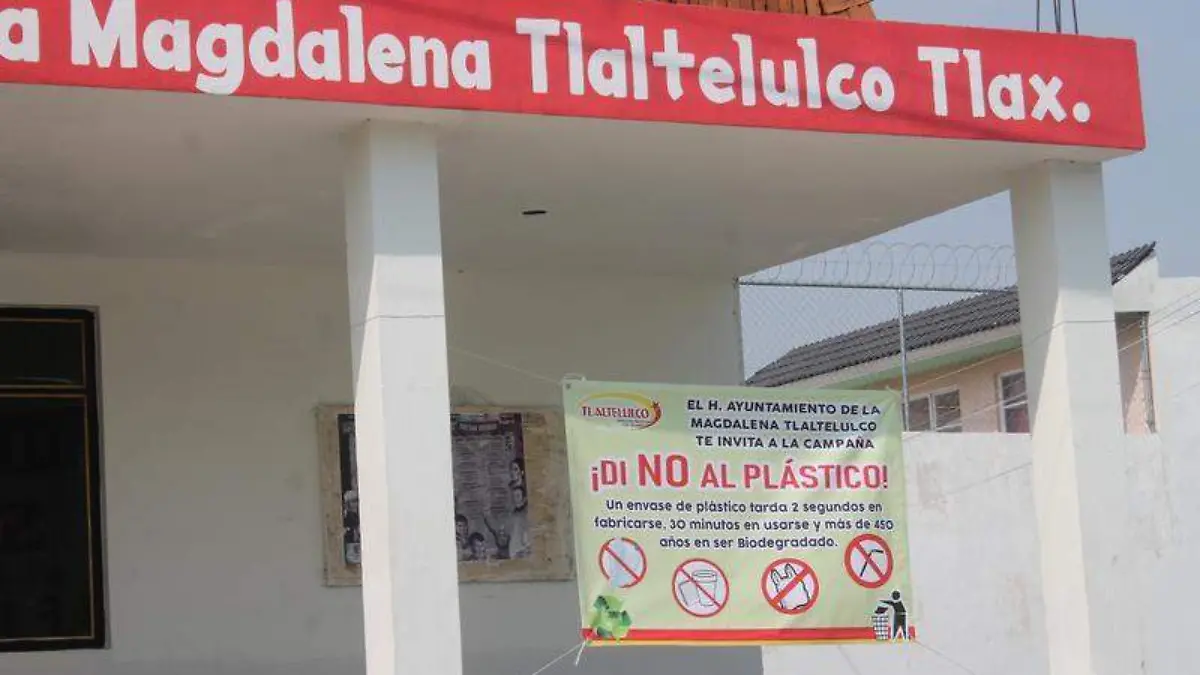 a Magdalena Tlaltelulco Tlax.
TLALTELULCO
EL H. AYUNTAMIENTO DE LA
MAGDALENA TLALTELULCO
TE INVITA A LA CAMPAÑA
¡DI NO AL PLÁSTICO!
Un envase de plástico tarda 2 segundos en
fabricarse, 30 minutos en usarse y más de 450
años en ser Biodegradado.